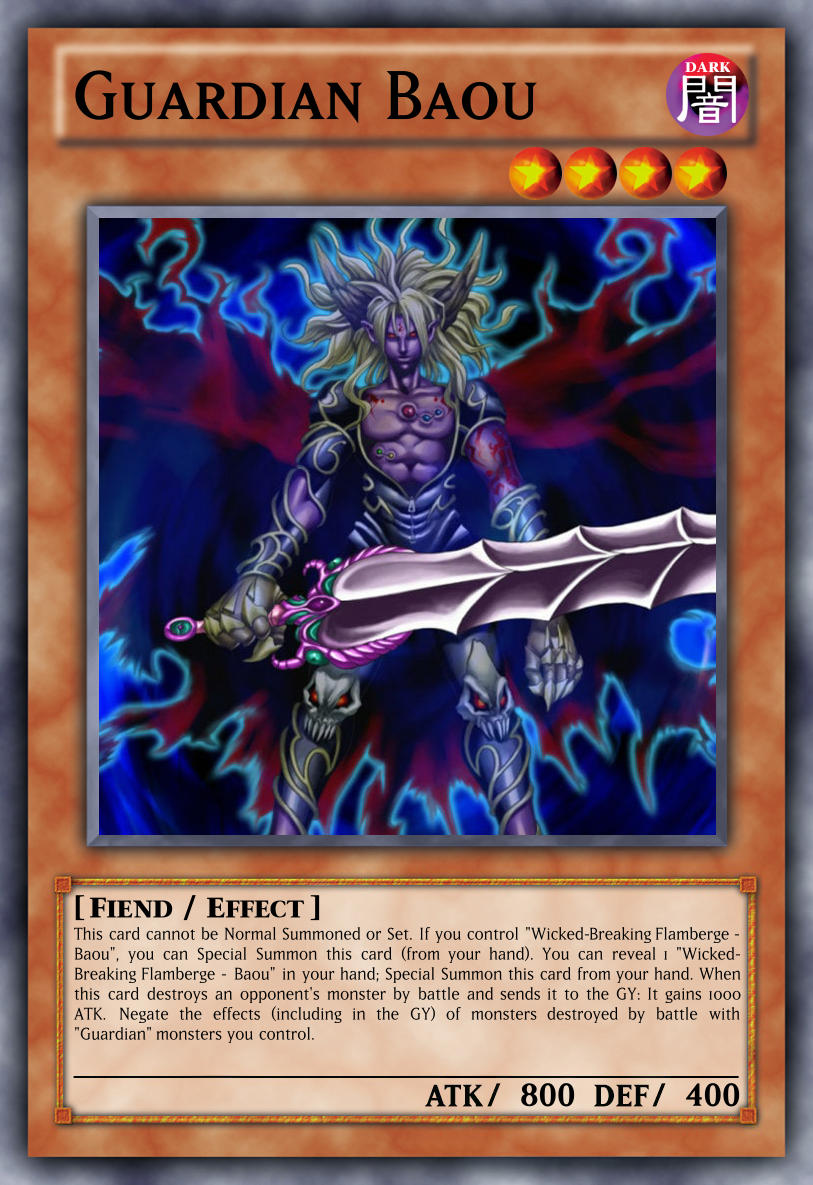 Guardian Baou
DARK
闇
[ Fiend / Effect ]
This card cannot be Normal Summoned or Set. If you control "Wicked-Breaking Flamberge -
Baou", you can Special Summon this card (from your hand). You can reveal 1 "Wicked-
Breaking Flamberge - Baou" in your hand; Special Summon this card from your hand. When
this card destroys an opponent's monster by battle and sends it to the GY: It gains 1000
ATK. Negate the effects (including in the GY) of monsters destroyed by battle with
"Guardian" monsters you control.
ATK/ 800 DEF/ 400